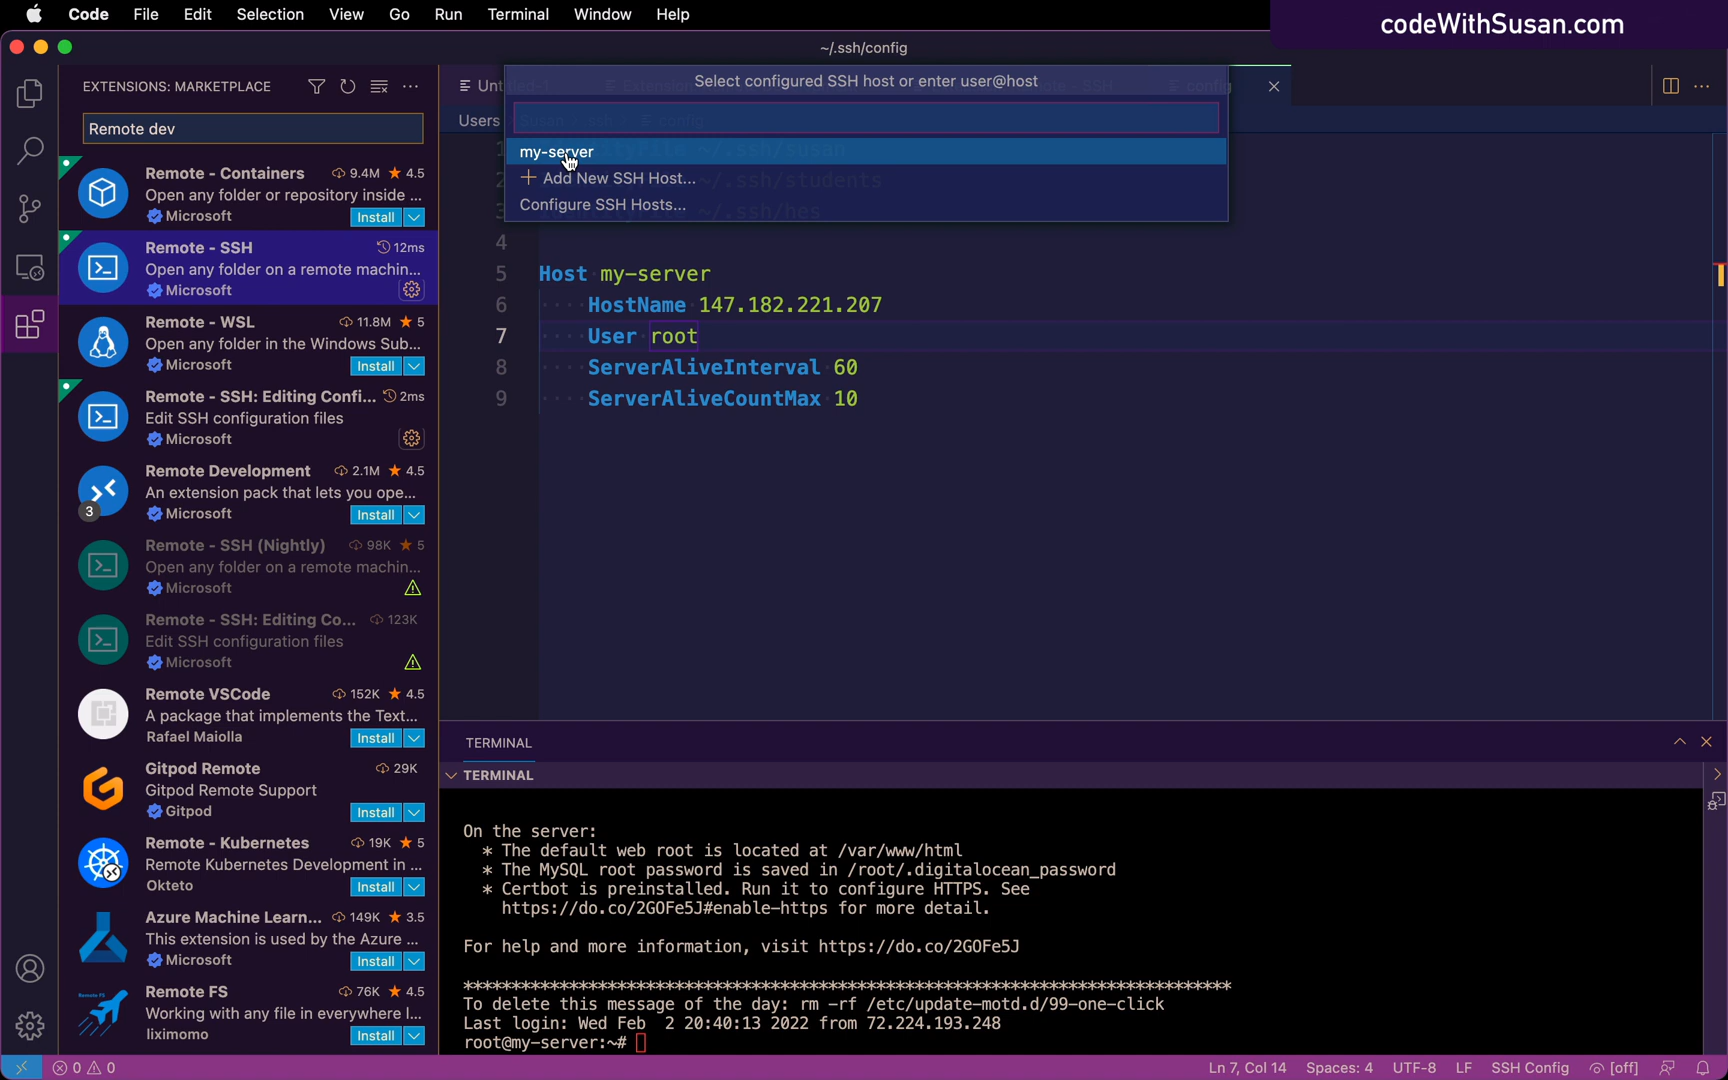 Code File Edit Selection View Go Run Terminal Window Help
codeWithSusan.com
~/.ssh/config
EXTENSIONS: MARKETPLACE
Remote dev
Remote - Containers 9.4M 4.5
Open any folder or repository inside ...
Microsoft Install
Remote - SSH 12ms
Open any folder on a remote machin...
Microsoft
Remote - WSL 11.8M 5
Open any folder in the Windows Sub...
Microsoft Install
Remote - SSH: Editing Confi... 2ms
Edit SSH configuration files
Microsoft
Remote Development 2.1M 4.5
An extension pack that lets you ope...
3 Microsoft Install
Remote - SSH (Nightly) 98K 5
Open any folder on a remote machin...
Microsoft
Remote - SSH: Editing Co... 123K
Edit SSH configuration files
Microsoft
Remote VSCode 152K 4.5
A package that implements the Text...
Rafael Maiolla Install
Gitpod Remote 29K
Gitpod Remote Support
Gitpod Install
Remote - Kubernetes 19K 5
Remote Kubernetes Development in ...
Okteto Install
Azure Machine Learn... 149K 3.5
This extension is used by the Azure ...
Microsoft Install
Remote FS 76K 4.5
Working with any file in everywhere l...
liximomo Install
Select configured SSH host or enter user@host
Users
my-server
+ Add New SSH Host... ~/.ssh/students
Configure SSH Hosts... ~/.ssh/hes
4
5 Host my-server
6 HostName 147.182.221.207
7 User root
8 ServerAliveInterval 60
9 ServerAliveCountMax 10
TERMINAL
TERMINAL
On the server:
* The default web root is located at /var/www/html
* The MySQL root password is saved in /root/.digitalocean_password
* Certbot is preinstalled. Run it to configure HTTPS. See
https://do.co/2GOFe5J#enable-https for more detail.
For help and more information, visit https://do.co/2GOFe5J
********************************************************************************
To delete this message of the day: rm -rf /etc/update-motd.d/99-one-click
Last login: Wed Feb  2 20:40:13 2022 from 72.224.193.248
root@my-server:~#
0 0 Ln 7, Col 14 Spaces: 4 UTF-8 LF SSH Config [off]